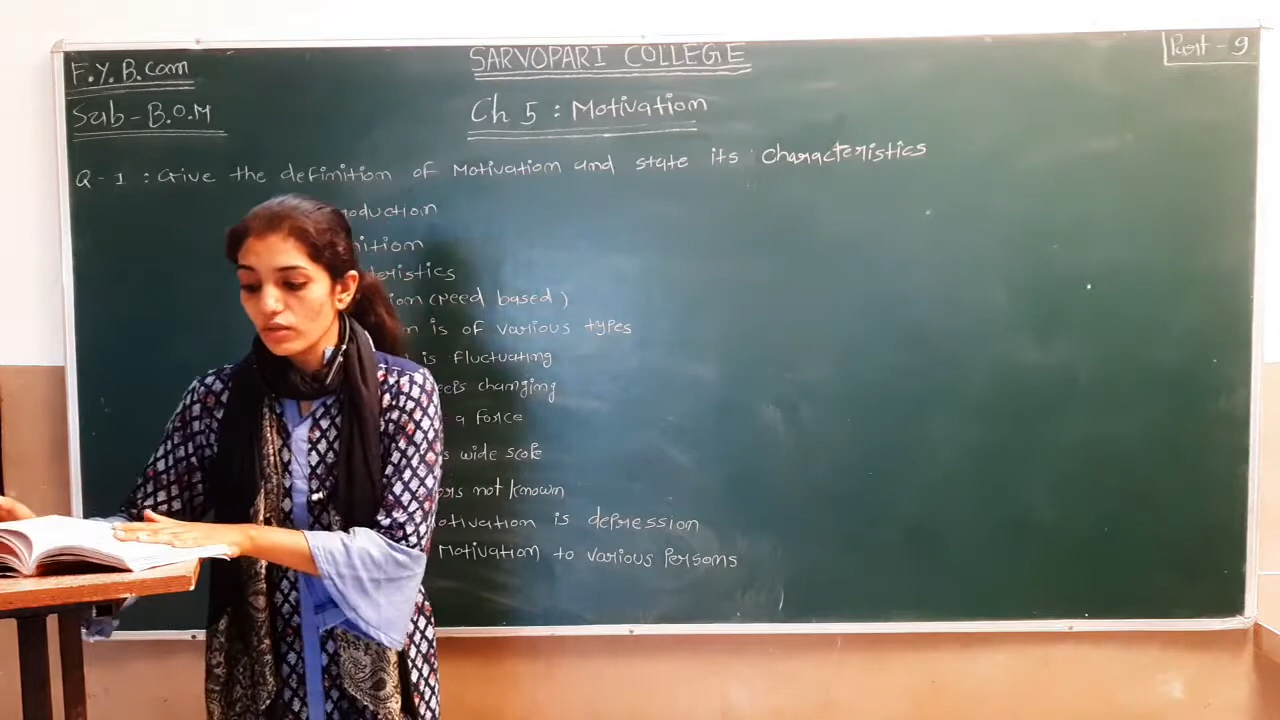 F.Y.B.com
SARVOPARI COLLEGE
Part - 9
Sub - B.O.M
Ch 5 : Motivation
Q - 1 : Give the definition of Motivation and state its characteristics
oduction
nition
teristics
ion (Need based)
n is of various types
is fluctuating
changing
a force
s wide scope
ors not known
otivation is depression
Motivation to various persons